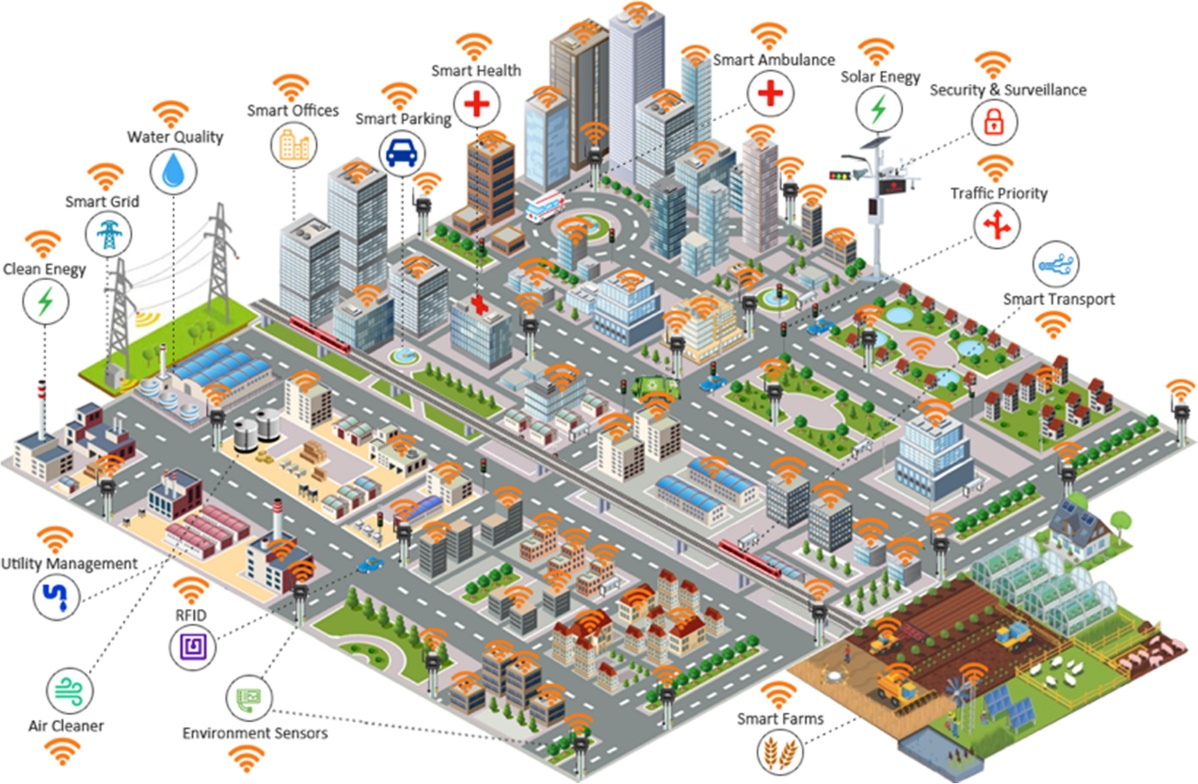 Smart Health
Smart Ambulance
Solar Enegy
Security & Surveillance
Smart Offices
Smart Parking
Water Quality
Traffic Priority
Smart Grid
Clean Enegy
Smart Transport
Utility Management
RFID
Air Cleaner
Environment Sensors
Smart Farms